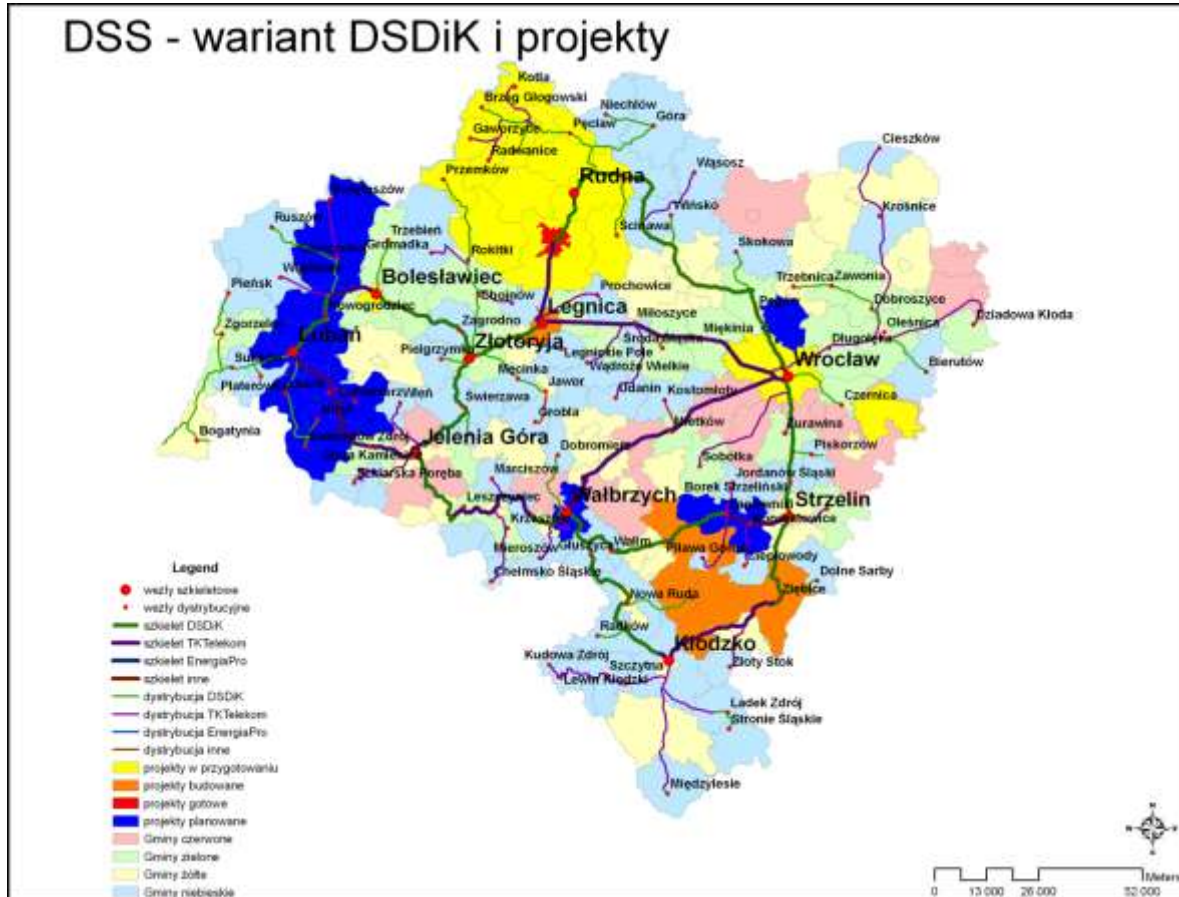 DSS - wariant DSDiK i projekty
Kotla
Brzeg Głogowski
Niechlów
Góra
Gaworzyce
Pęcław
Radwanice
Cieszków
Przemków
Rudna
Wąsosz
Krośnice
Ruszów
Ścinawa
Trzebień
Gromadka
Rokitki
Skokowa
Pieńsk
Bolesławiec
Prochowice
Trzebnica
Zawonia
Nowogrodziec
Chojnów
Dobroszyce
Legnica
Miłoszyce
Zgorzelec
Zagrodno
Miękinia
Oleśnica
Dziadowa Kłoda
Lubań
Długołęka
Złotoryja
Środa Śląska
Legnickie Pole
Wrocław
Bierutów
Pielgrzymka
Wądroże Wielkie
Męcinka
Jawor
Udanin
Kostomłoty
Świerzawa
Czernica
Grobla
Mietków
Żurawina
Bogatynia
Jelenia Góra
Dobromierz
Piskorzów
Sobótka
Szklarska Poręba
Marciszów
Jordanów Śląski
Borek Strzeliński
Wałbrzych
Strzelin
Mieroszów
Głuszyca
Walim
Piława Górna
Ciepłowody
Chełmsko Śląskie
Dolne Sarby
Ziębice
Nowa Ruda
Radków
Kłodzko
Kudowa Zdrój
Szczytna
Złoty Stok
Lewin Kłodzki
Lądek Zdrój
Stronie Śląskie
Międzylesie
Legend
węzły szkieletowe
węzły dystrybucyjne
szkielet DSDiK
szkielet TKTelekom
szkielet EnergiaPro
szkielet inne
dystrybucja DSDiK
dystrybucja TKTelekom
dystrybucja EnergiaPro
dystrybucja inne
projekty w przygotowaniu
projekty budowane
projekty gotowe
projekty planowane
Gminy czerwone
Gminy zielone
Gminy żółte
Gminy niebieskie
Meters
0 13 000 26 000 52 000